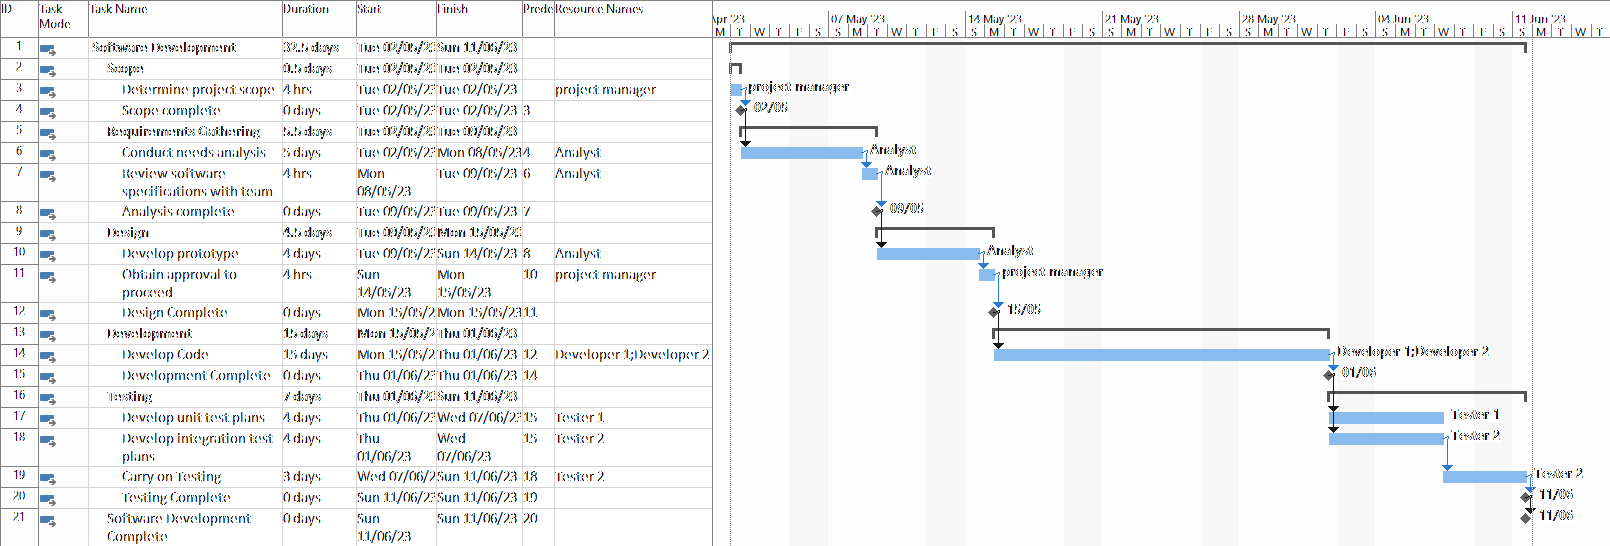 ID Task Mode Task Name Duration Start Finish Prede Resource Names
1 Software Development 32.5 days Tue 02/05/23 Sun 11/06/23
2 Scope 0.5 days Tue 02/05/23 Tue 02/05/23
3 Determine project scope 4 hrs Tue 02/05/23 Tue 02/05/23 project manager
4 Scope complete 0 days Tue 02/05/23 Tue 02/05/23 3
5 Requirements Gathering 5.5 days Tue 02/05/23 Tue 09/05/23
6 Conduct needs analysis 5 days Tue 02/05/23 Mon 08/05/23 4 Analyst
7 Review software specifications with team 4 hrs Mon 08/05/23 Tue 09/05/23 6 Analyst
8 Analysis complete 0 days Tue 09/05/23 Tue 09/05/23 7
9 Design 4.5 days Tue 09/05/23 Mon 15/05/23
10 Develop prototype 4 days Tue 09/05/23 Sun 14/05/23 8 Analyst
11 Obtain approval to proceed 4 hrs Sun 14/05/23 Mon 15/05/23 10 project manager
12 Design Complete 0 days Mon 15/05/2 Mon 15/05/23 11
13 Development 15 days Mon 15/05/2 Thu 01/06/23
14 Develop Code 15 days Mon 15/05/2 Thu 01/06/23 12 Developer 1;Developer 2
15 Development Complete 0 days Thu 01/06/23 Thu 01/06/23 14
16 Testing 7 days Thu 01/06/23 Sun 11/06/23
17 Develop unit test plans 4 days Thu 01/06/23 Wed 07/06/23 15 Tester 1
18 Develop integration test plans 4 days Thu 01/06/23 Wed 07/06/23 15 Tester 2
19 Carry on Testing 3 days Wed 07/06/2 Sun 11/06/23 18 Tester 2
20 Testing Complete 0 days Sun 11/06/23 Sun 11/06/23 19
21 Software Development Complete 0 days Sun 11/06/23 Sun 11/06/23 20
Apr '23 07 May '23 14 May '23 21 May '23 28 May '23 04 Jun '23 11 Jun '23
M T W T F S S M T W T F S S M T W T F S S M T W T F S S M T W T F S S M T W T F S S M T W T
project manager
02/05
Analyst
Analyst
09/05
Analyst
project manager
15/05
Developer 1;Developer 2
01/06
Tester 1
Tester 2
Tester 2
11/06
11/06